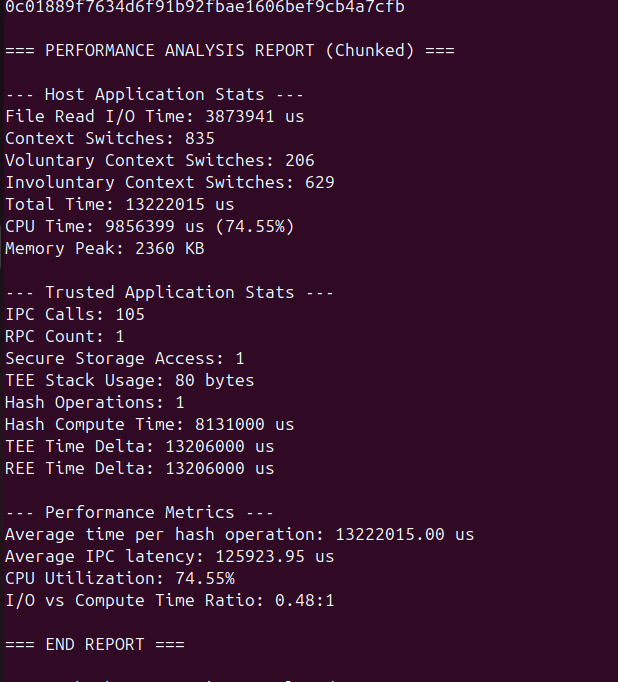 0c01889f7634d6f91b92fbae1606bef9cb4a7cfb
=== PERFORMANCE ANALYSIS REPORT (Chunked) ===
--- Host Application Stats ---
File Read I/O Time: 3873941 us
Context Switches: 835
Voluntary Context Switches: 206
Involuntary Context Switches: 629
Total Time: 13222015 us
CPU Time: 9856399 us (74.55%)
Memory Peak: 2360 KB
--- Trusted Application Stats ---
IPC Calls: 105
RPC Count: 1
Secure Storage Access: 1
TEE Stack Usage: 80 bytes
Hash Operations: 1
Hash Compute Time: 8131000 us
TEE Time Delta: 13206000 us
REE Time Delta: 13206000 us
--- Performance Metrics ---
Average time per hash operation: 13222015.00 us
Average IPC latency: 125923.95 us
CPU Utilization: 74.55%
I/O vs Compute Time Ratio: 0.48:1
=== END REPORT ===